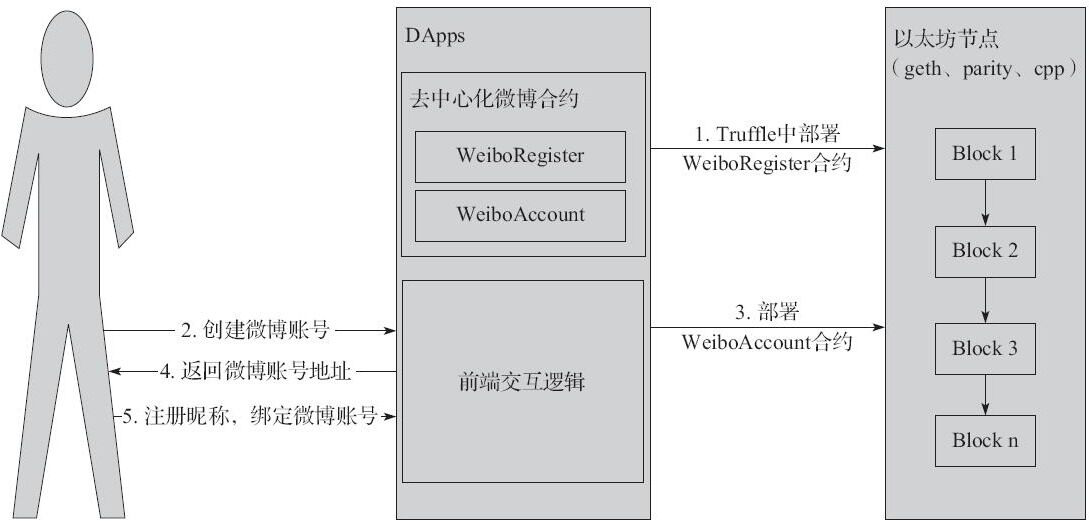 DApps
去中心化微博合约
WeiboRegister
WeiboAccount
前端交互逻辑
1. Truffle中部署
WeiboRegister合约
2. 创建微博账号
3. 部署
WeiboAccount合约
4. 返回微博账号地址
5. 注册昵称，绑定微博账号
以太坊节点
（geth、parity、cpp）
Block 1
Block 2
Block 3
Block n